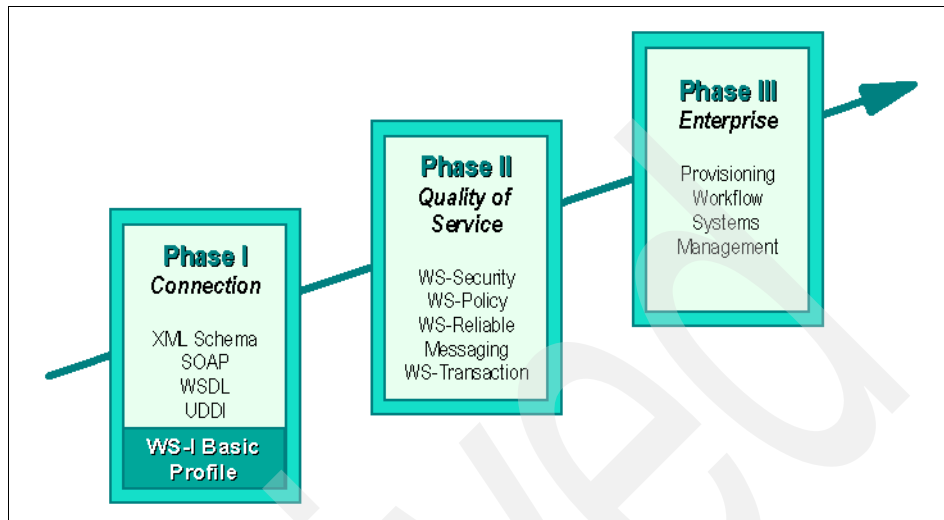 Phase I
Connection
XML Schema
SOAP
WSDL
UDDI
WS-I Basic
Profile
Phase II
Quality of
Service
WS-Security
WS-Policy
WS-Reliable
Messaging
WS-Transaction
Phase III
Enterprise
Provisioning
Workflow
Systems
Management